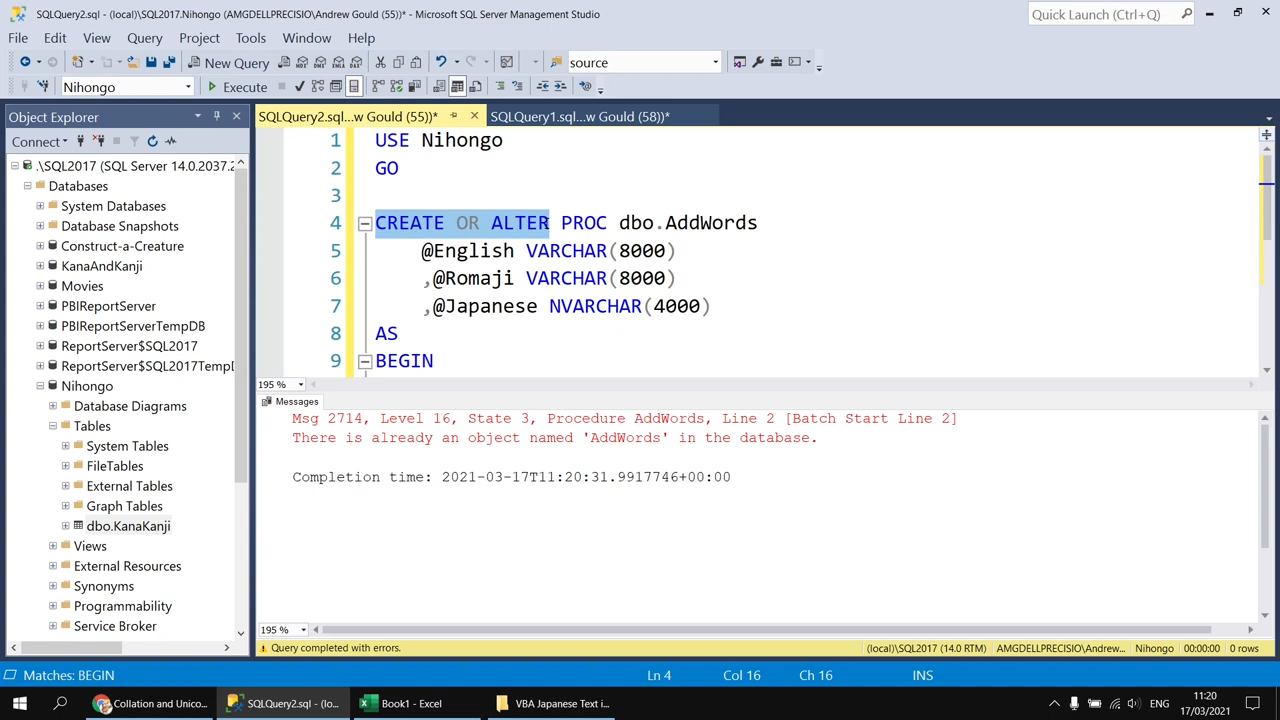 SQLQuery2.sql - (local)\SQL2017.Nihongo (AMGDELLPRECISIO\Andrew Gould (55))* - Microsoft SQL Server Management Studio
Quick Launch (Ctrl+Q)
File Edit View Query Project Tools Window Help
New Query
MDX DMX XMLA DAX
source
Nihongo
Execute
Object Explorer
SQLQuery2.sql...w Gould (55))*
SQLQuery1.sql...w Gould (58))*
Connect
.\SQL2017 (SQL Server 14.0.2037.2
Databases
System Databases
Database Snapshots
Construct-a-Creature
KanaAndKanji
Movies
PBIReportServer
PBIReportServerTempDB
ReportServer$SQL2017
ReportServer$SQL2017TempD
Nihongo
Database Diagrams
Tables
System Tables
FileTables
External Tables
Graph Tables
dbo.KanaKanji
Views
External Resources
Synonyms
Programmability
Service Broker
1 USE Nihongo
2 GO
3
4 CREATE OR ALTER PROC dbo.AddWords
5 @English VARCHAR(8000)
6 ,@Romaji VARCHAR(8000)
7 ,@Japanese NVARCHAR(4000)
8 AS
9 BEGIN
195 %
Messages
Msg 2714, Level 16, State 3, Procedure AddWords, Line 2 [Batch Start Line 2]
There is already an object named 'AddWords' in the database.
Completion time: 2021-03-17T11:20:31.9917746+00:00
195 %
Query completed with errors.
(local)\SQL2017 (14.0 RTM) AMGDELLPRECISIO\Andrew... Nihongo 00:00:00 0 rows
Matches: BEGIN
Ln 4 Col 16 Ch 16 INS
Collation and Unico...
SQLQuery2.sql - (lo...
Book1 - Excel
VBA Japanese Text i...
ENG
11:20
17/03/2021